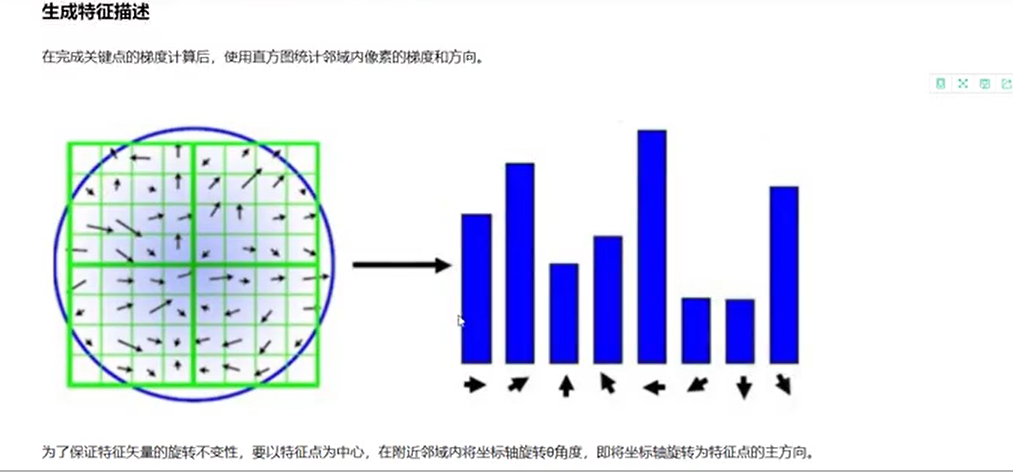 生成特征描述
在完成关键点的梯度计算后，使用直方图统计邻域内像素的梯度和方向。
为了保证特征矢量的旋转不变性，要以特征点为中心，在附近邻域内将坐标轴旋转θ角度，即将坐标轴旋转为特征点的主方向。